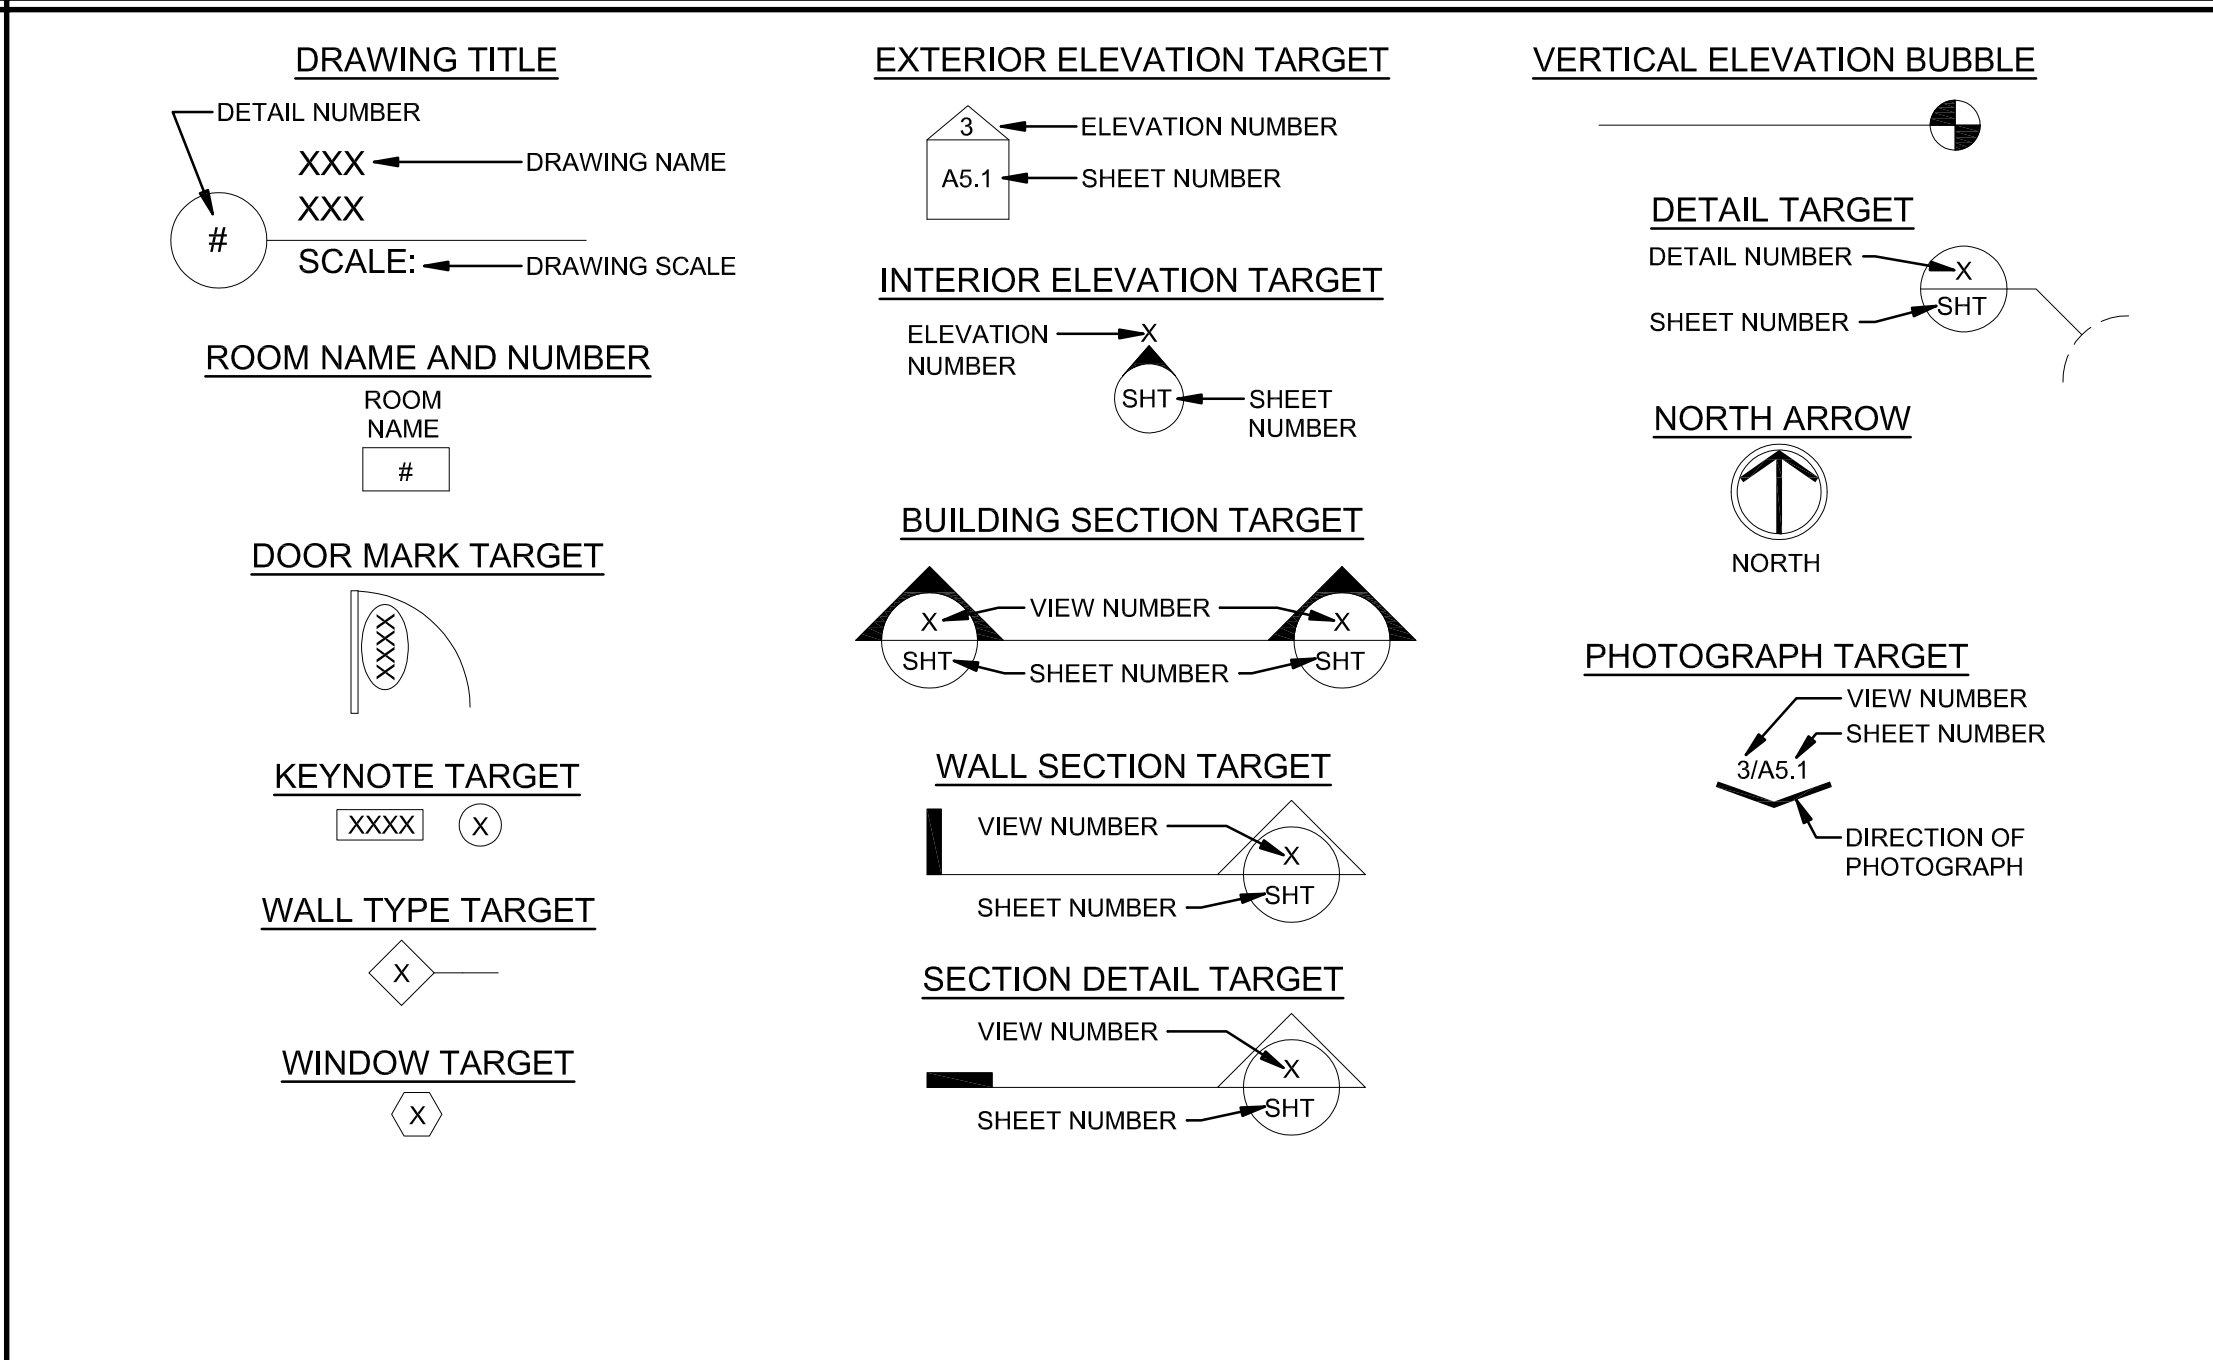 DRAWING TITLE
DETAIL NUMBER
XXX
DRAWING NAME
XXX
#
SCALE:
DRAWING SCALE
ROOM NAME AND NUMBER
ROOM
NAME
#
DOOR MARK TARGET
XXXX
KEYNOTE TARGET
XXXX
X
WALL TYPE TARGET
X
WINDOW TARGET
X
EXTERIOR ELEVATION TARGET
3
ELEVATION NUMBER
A5.1
SHEET NUMBER
INTERIOR ELEVATION TARGET
ELEVATION
NUMBER
X
SHT
SHEET
NUMBER
BUILDING SECTION TARGET
X
VIEW NUMBER
X
SHT
SHEET NUMBER
SHT
WALL SECTION TARGET
VIEW NUMBER
X
SHEET NUMBER
SHT
SECTION DETAIL TARGET
VIEW NUMBER
X
SHEET NUMBER
SHT
VERTICAL ELEVATION BUBBLE
DETAIL TARGET
DETAIL NUMBER
X
SHEET NUMBER
SHT
NORTH ARROW
NORTH
PHOTOGRAPH TARGET
VIEW NUMBER
SHEET NUMBER
3/A5.1
DIRECTION OF
PHOTOGRAPH